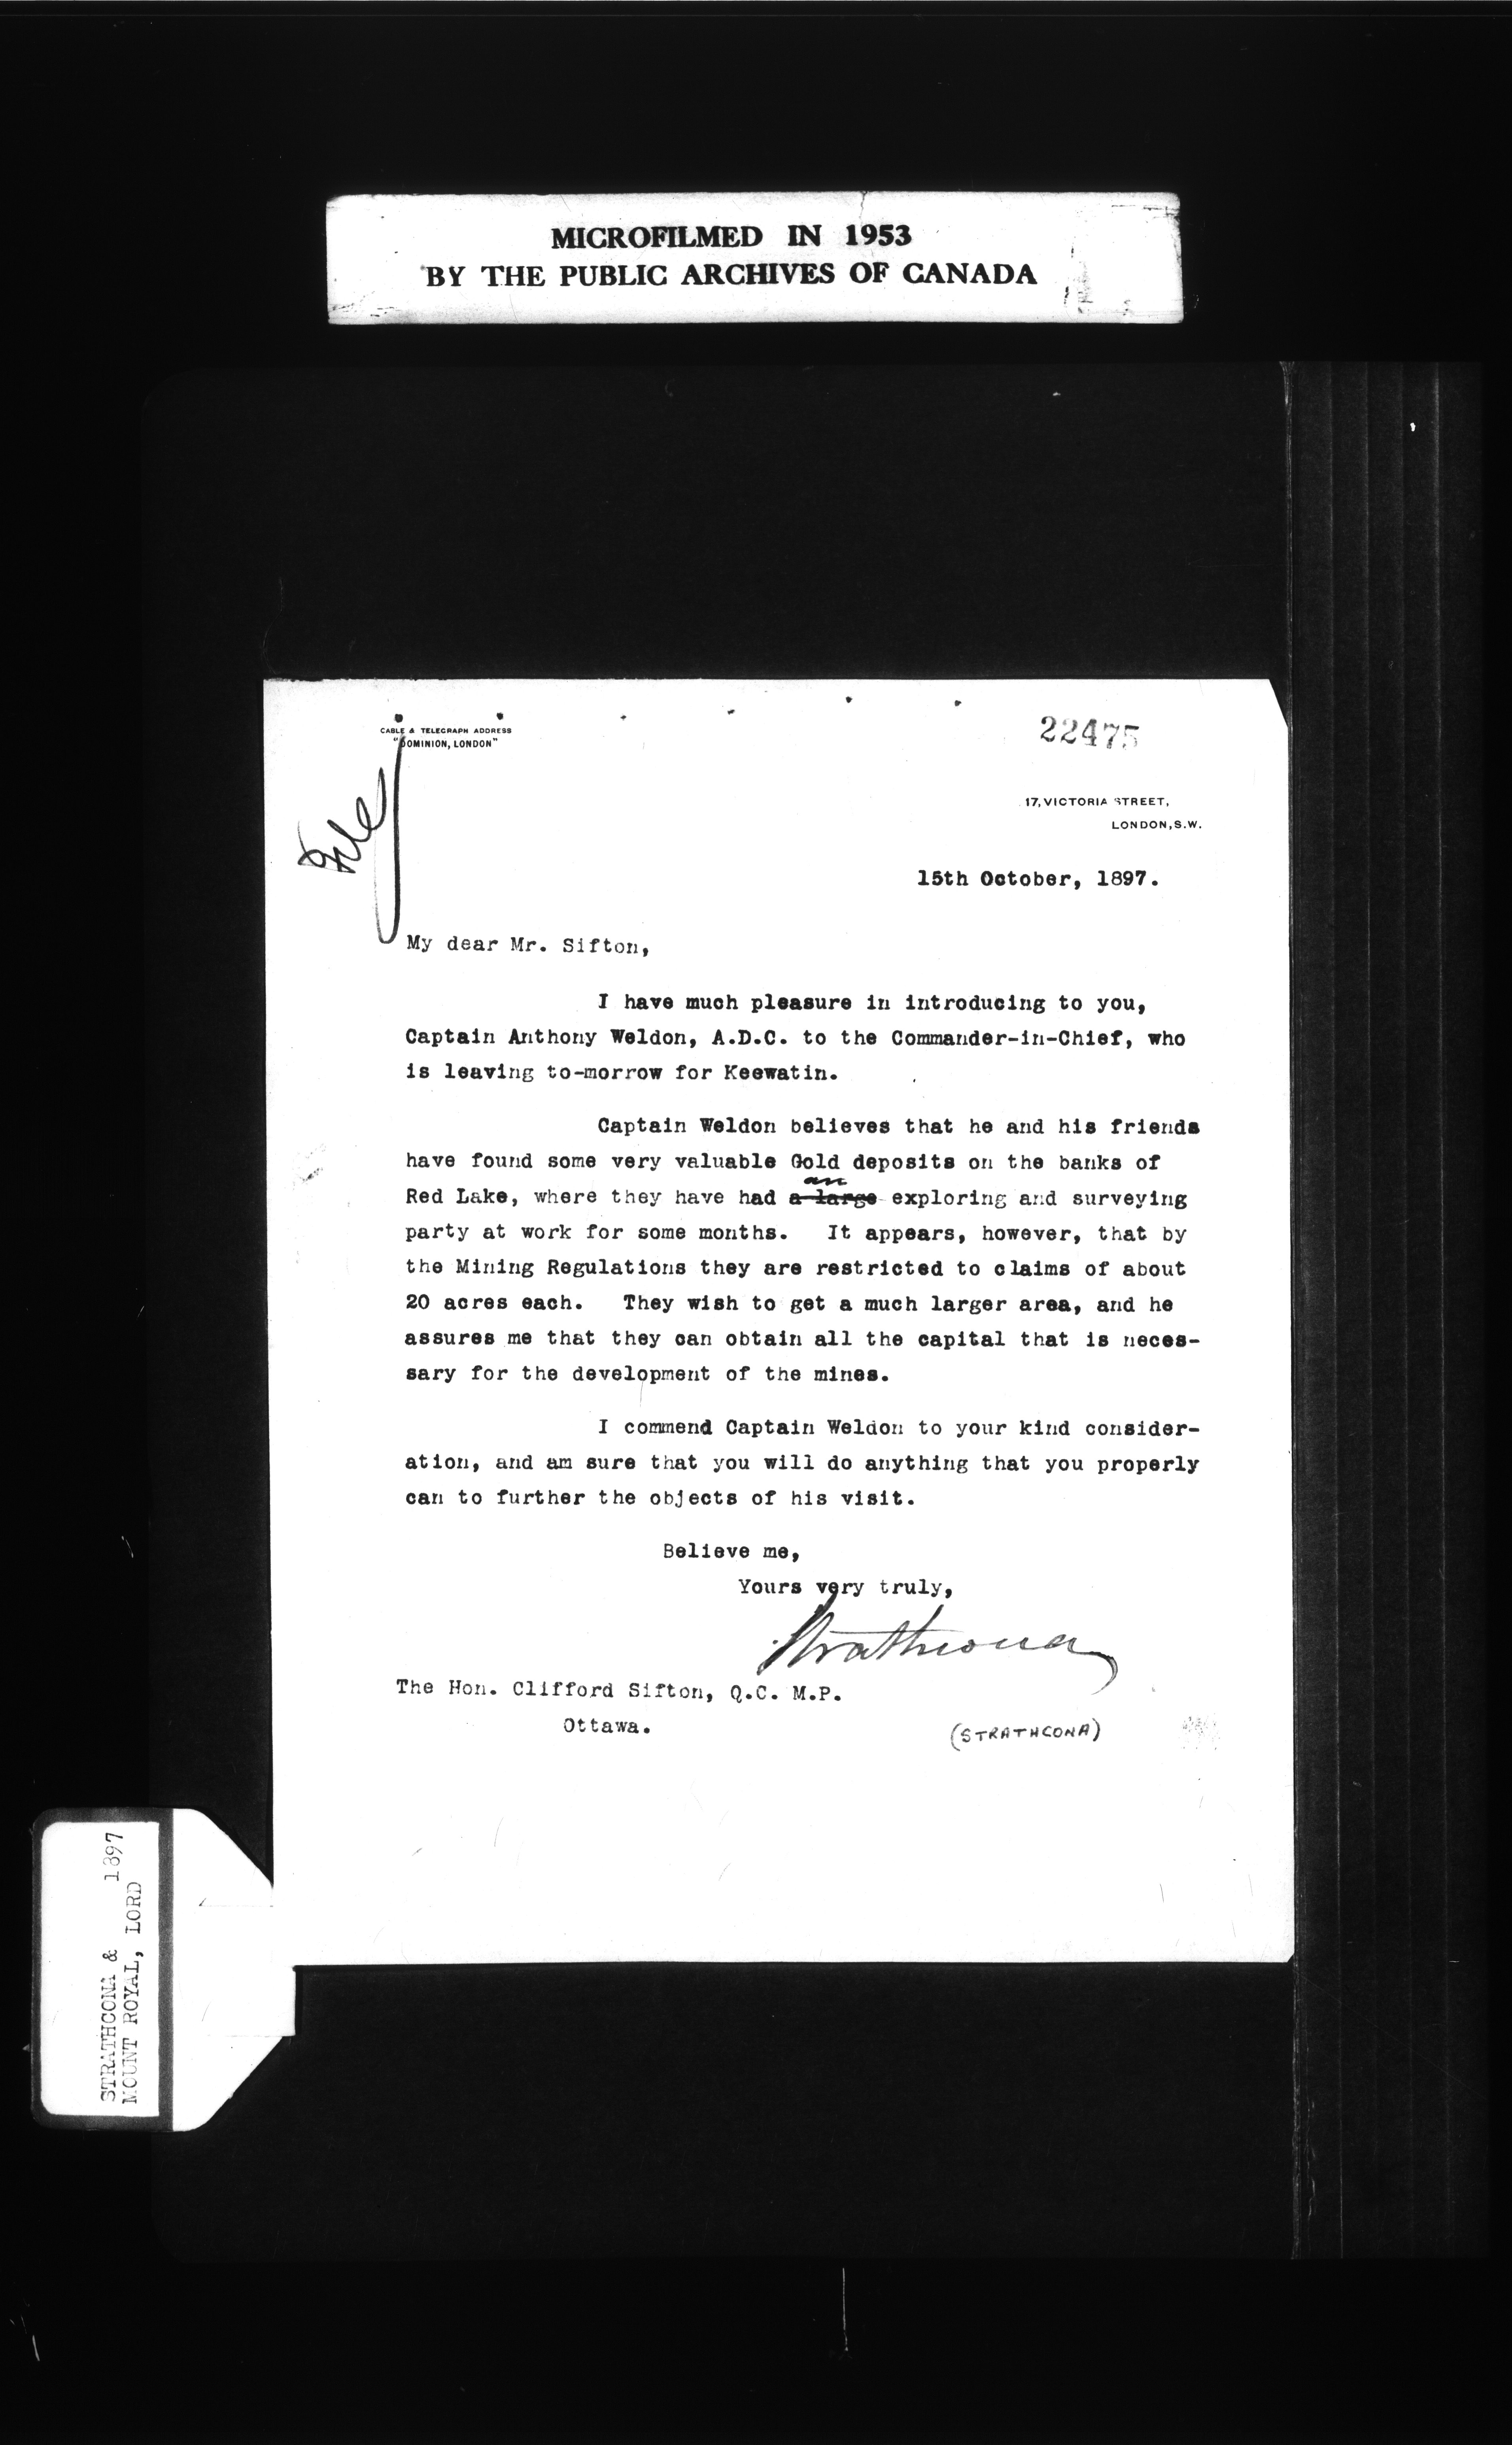 MICROFILMED IN 1953
BY THE PUBLIC ARCHIVES OF CANADA
CABLE & TELEGRAPH ADDRESS
"DOMINION, LONDON"
22475
File
17, VICTORIA STREET,
LONDON, S.W.
15th October, 1897.
My dear Mr. Sifton,
I have much pleasure in introducing to you,
Captain Anthony Weldon, A.D.C. to the Commander-in-Chief, who
is leaving to-morrow for Keewatin.
Captain Weldon believes that he and his friends
have found some very valuable Gold deposits on the banks of
an
Red Lake, where they have had a large exploring and surveying
party at work for some months. It appears, however, that by
the Mining Regulations they are restricted to claims of about
20 acres each. They wish to get a much larger area, and he
assures me that they can obtain all the capital that is neces-
sary for the development of the mines.
I commend Captain Weldon to your kind consider-
ation, and am sure that you will do anything that you properly
can to further the objects of his visit.
Believe me,
Yours very truly,
Strathcona
The Hon. Clifford Sifton, Q.C. M.P.
Ottawa.
(STRATHCONA)
STRATHCONA & 1897
MOUNT ROYAL, LORD